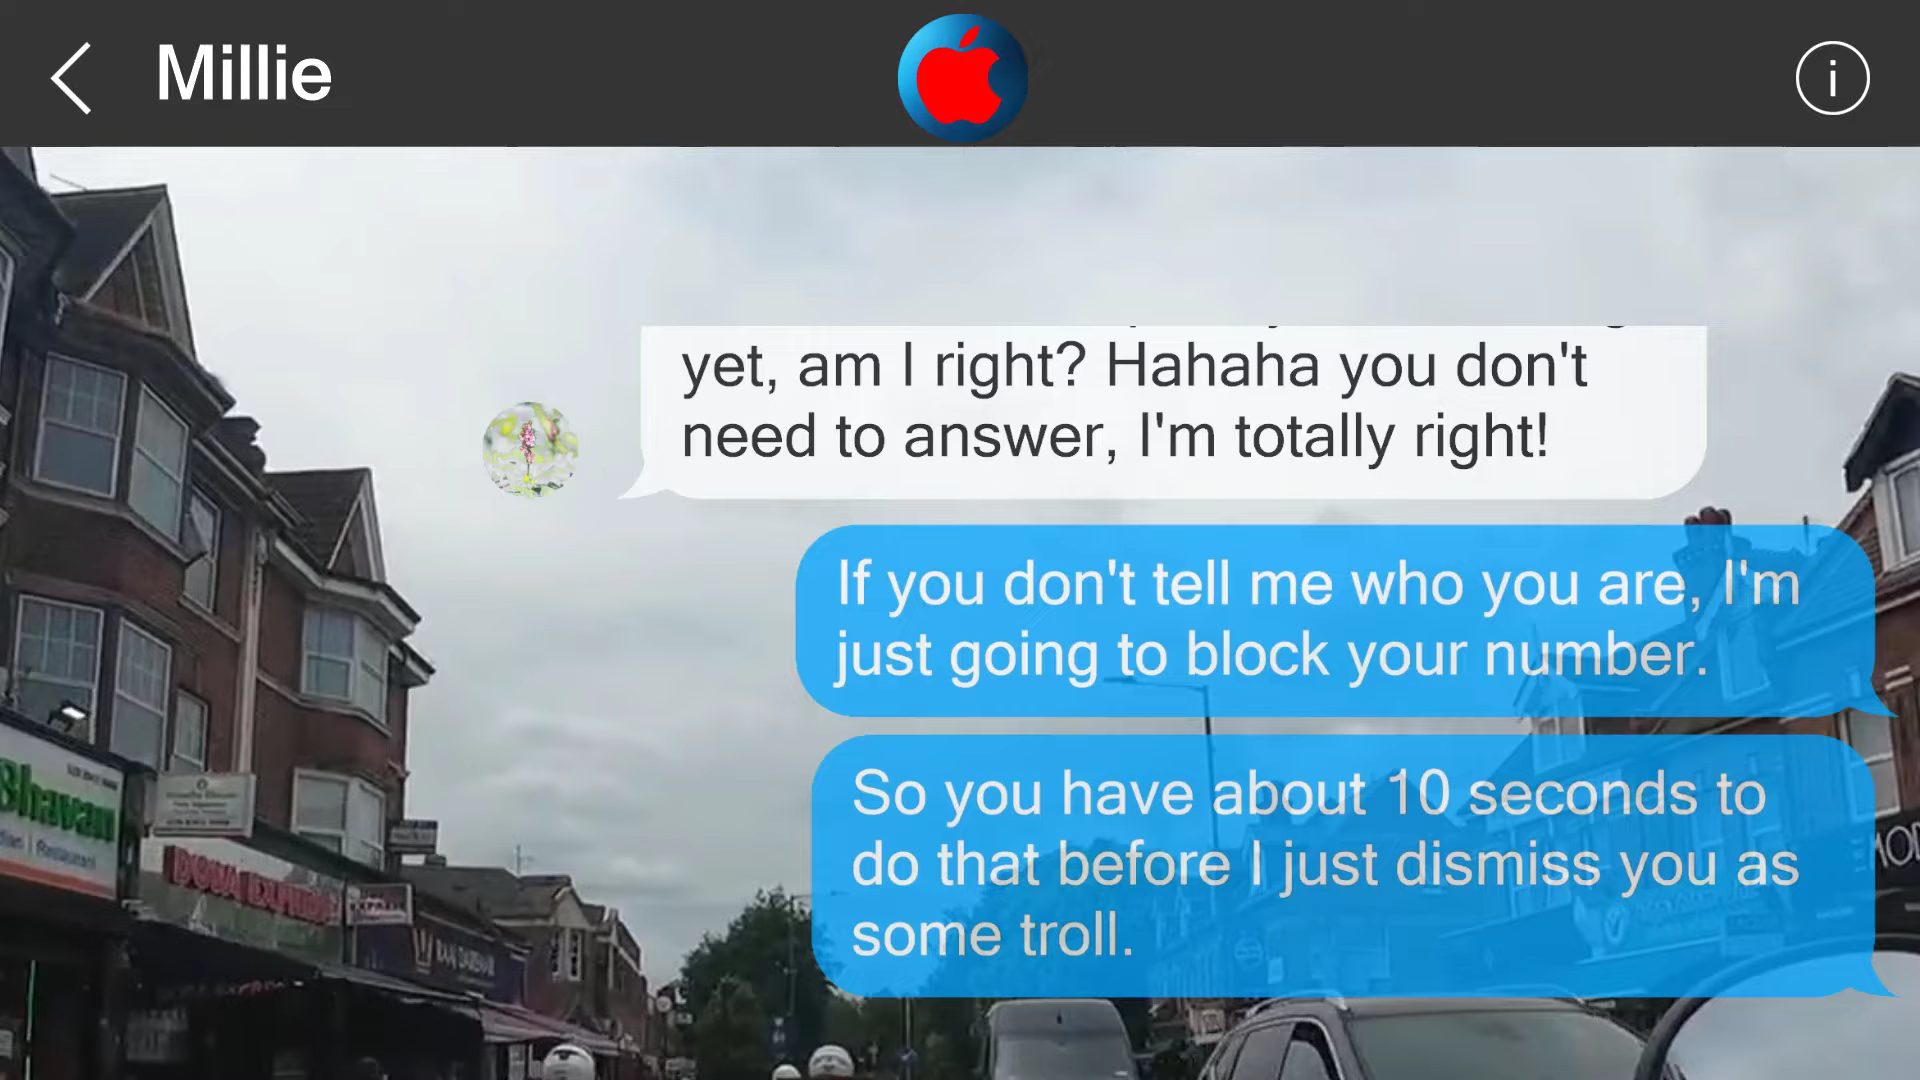 Millie
i
yet, am I right? Hahaha you don't
need to answer, I'm totally right!
If you don't tell me who you are, I'm
just going to block your number.
So you have about 10 seconds to
do that before I just dismiss you as
some troll.
Bhavan
Restaurant